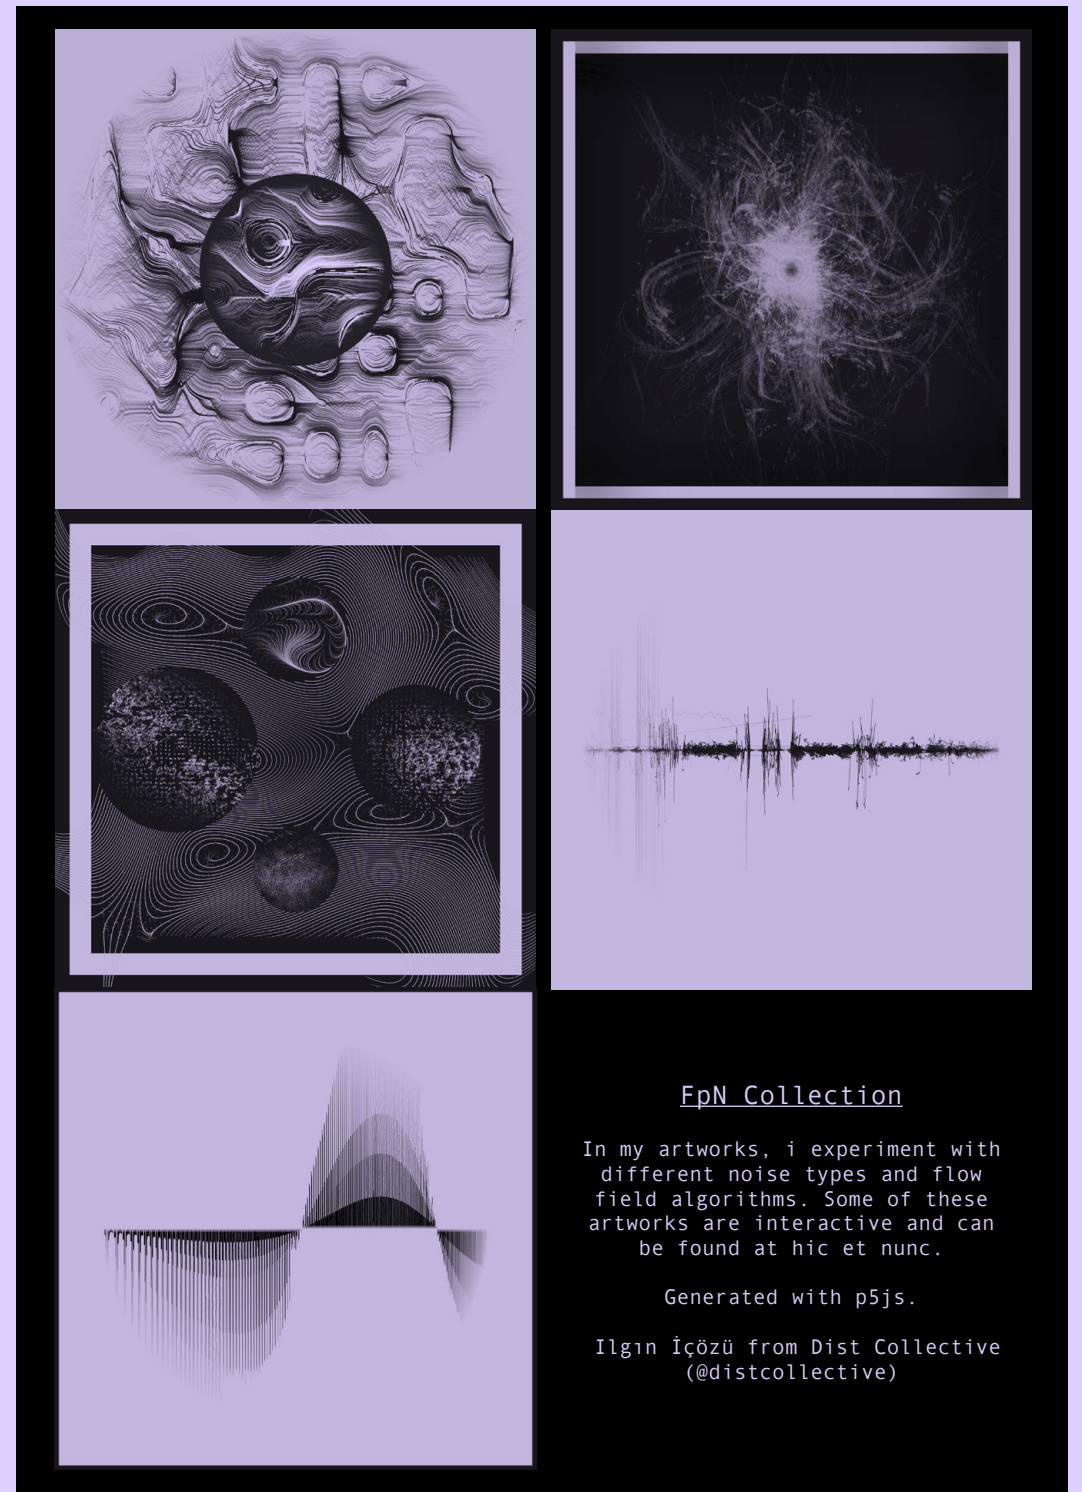 FpN Collection
In my artworks, i experiment with
different noise types and flow
field algorithms. Some of these
artworks are interactive and can
be found at hic et nunc.
Generated with p5js.
Ilgın İçözü from Dist Collective
(@distcollective)